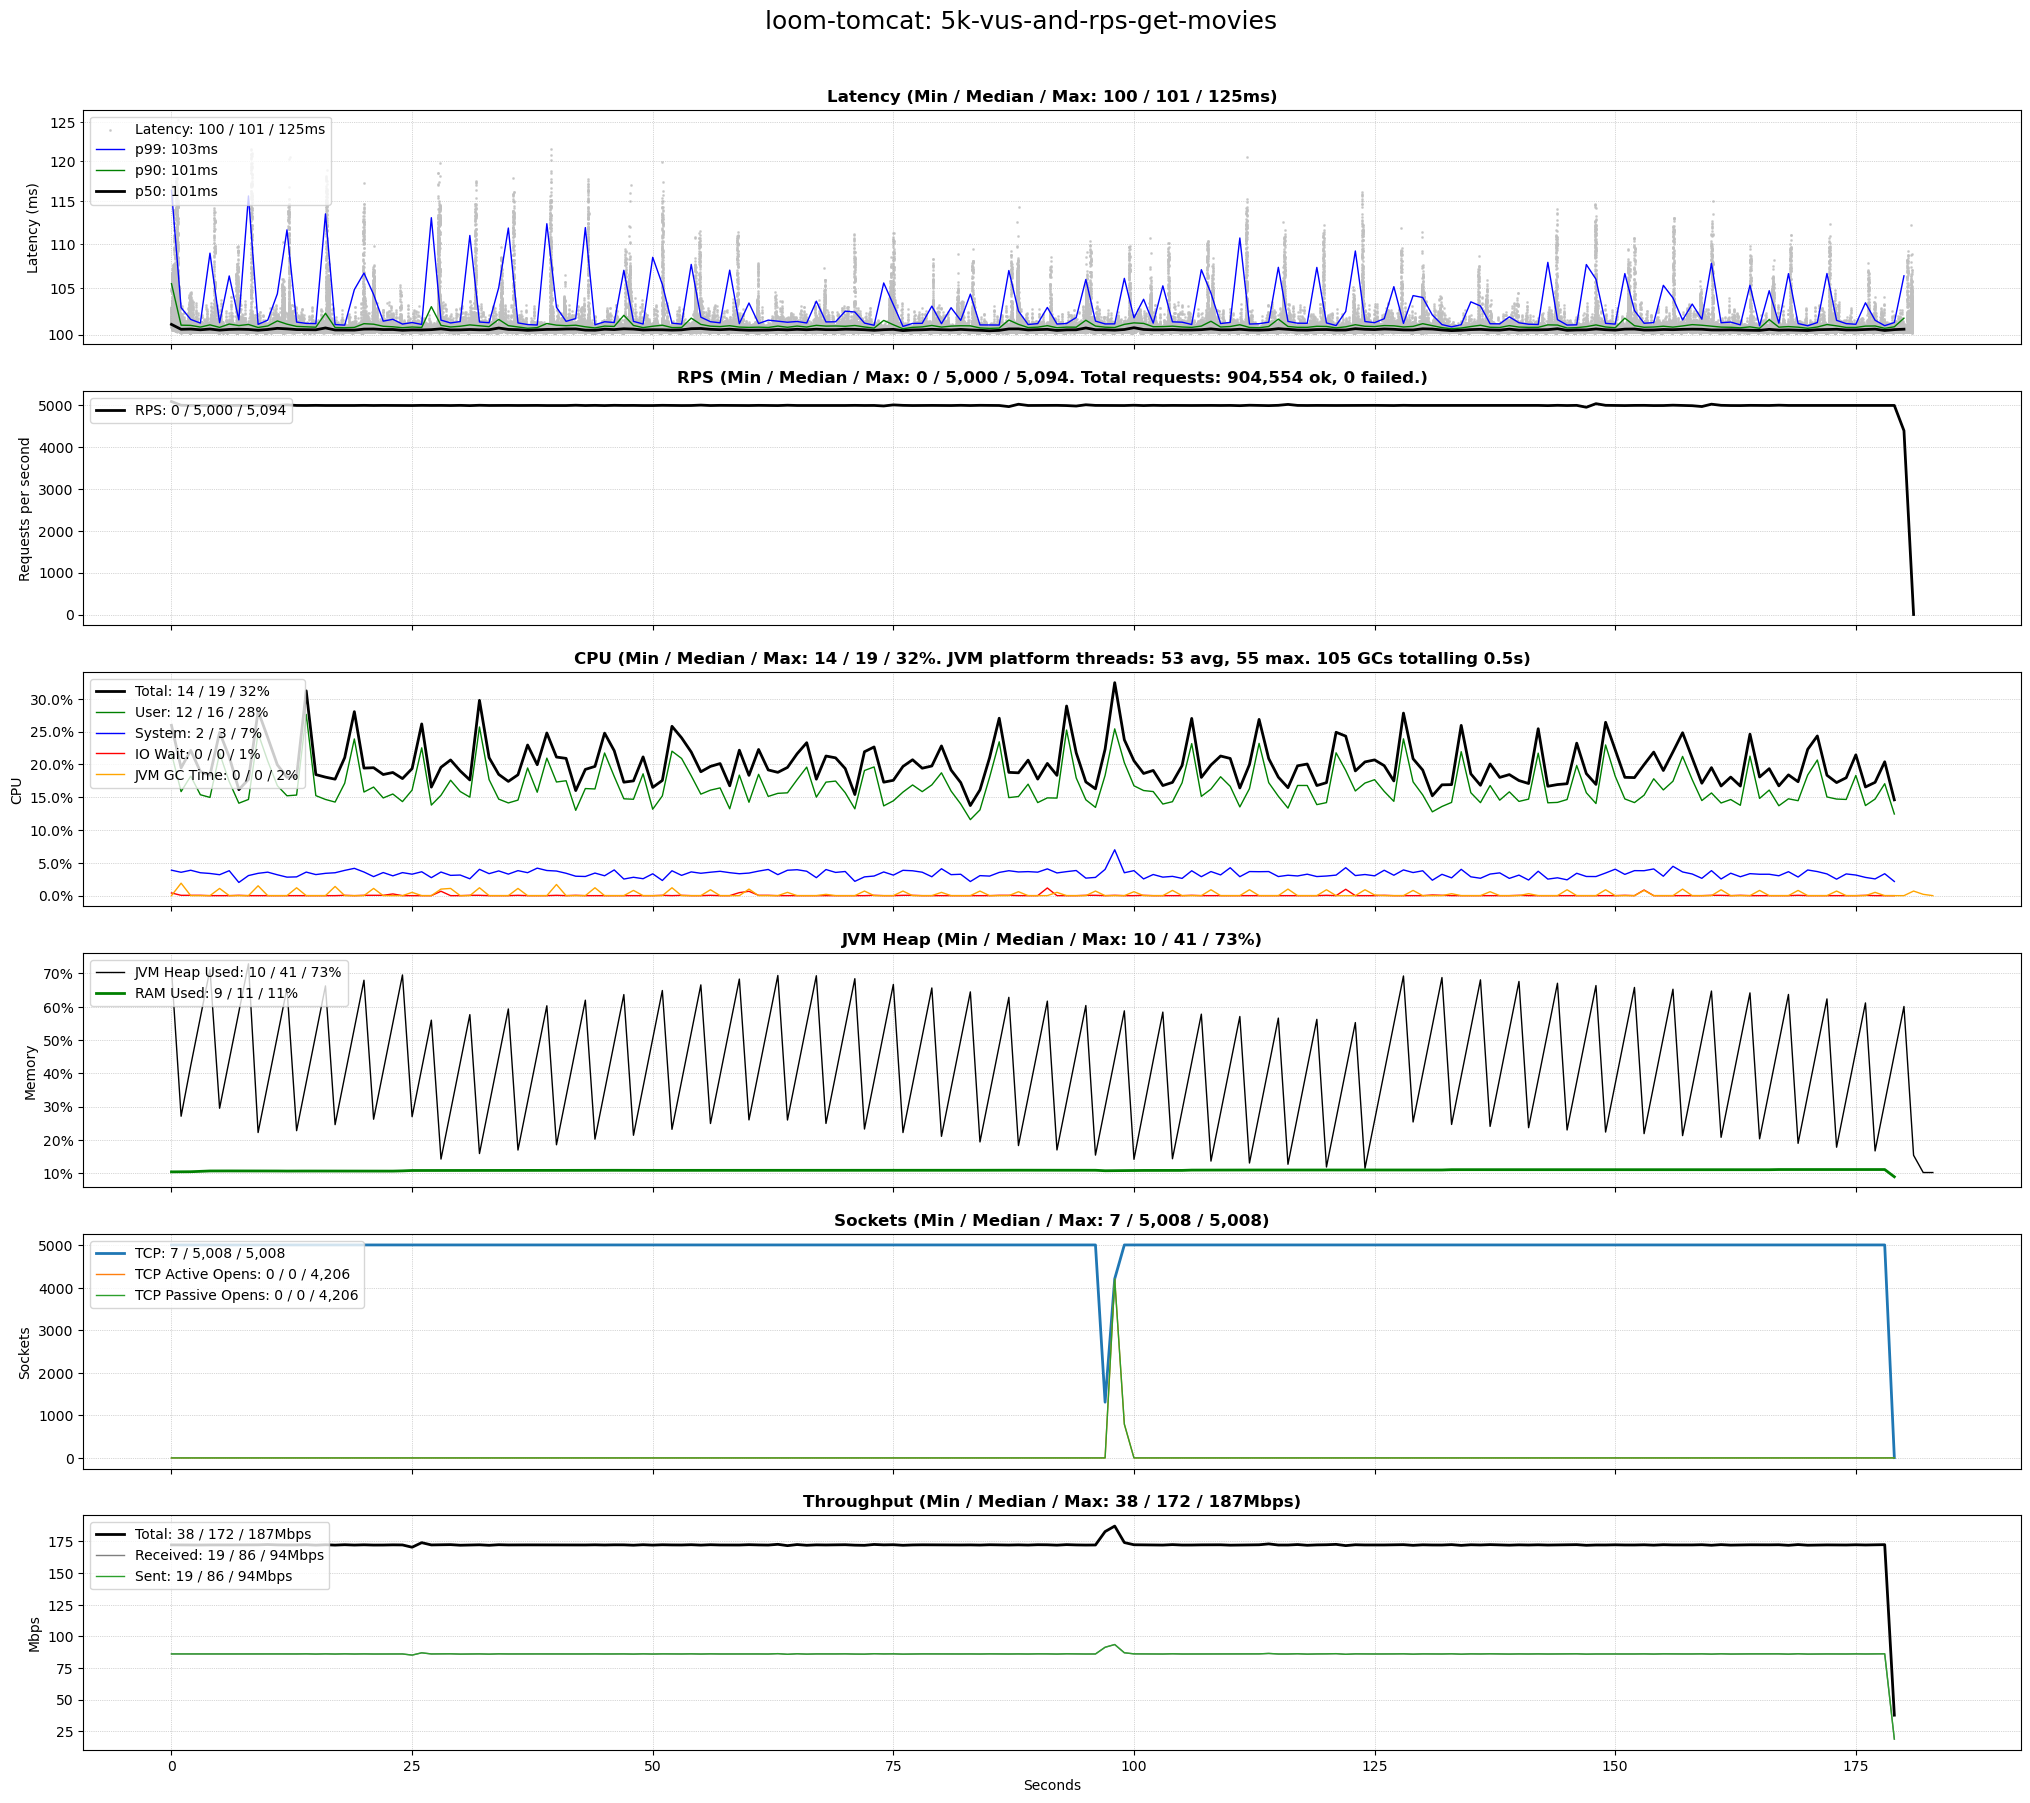 loom-tomcat: 5k-vus-and-rps-get-movies
Latency (Min / Median / Max: 100 / 101 / 125ms)
Latency: 100 / 101 / 125ms
p99: 103ms
p90: 101ms
p50: 101ms
Latency (ms)
125
120
115
110
105
100
RPS (Min / Median / Max: 0 / 5,000 / 5,094. Total requests: 904,554 ok, 0 failed.)
RPS: 0 / 5,000 / 5,094
Requests per second
5000
4000
3000
2000
1000
0
CPU (Min / Median / Max: 14 / 19 / 32%. JVM platform threads: 53 avg, 55 max. 105 GCs totalling 0.5s)
Total: 14 / 19 / 32%
User: 12 / 16 / 28%
System: 2 / 3 / 7%
IO Wait: 0 / 0 / 1%
JVM GC Time: 0 / 0 / 2%
CPU
30.0%
25.0%
20.0%
15.0%
10.0%
5.0%
0.0%
JVM Heap (Min / Median / Max: 10 / 41 / 73%)
JVM Heap Used: 10 / 41 / 73%
RAM Used: 9 / 11 / 11%
Memory
70%
60%
50%
40%
30%
20%
10%
Sockets (Min / Median / Max: 7 / 5,008 / 5,008)
TCP: 7 / 5,008 / 5,008
TCP Active Opens: 0 / 0 / 4,206
TCP Passive Opens: 0 / 0 / 4,206
Sockets
5000
4000
3000
2000
1000
0
Throughput (Min / Median / Max: 38 / 172 / 187Mbps)
Total: 38 / 172 / 187Mbps
Received: 19 / 86 / 94Mbps
Sent: 19 / 86 / 94Mbps
Mbps
175
150
125
100
75
50
25
0 25 50 75 100 125 150 175
Seconds